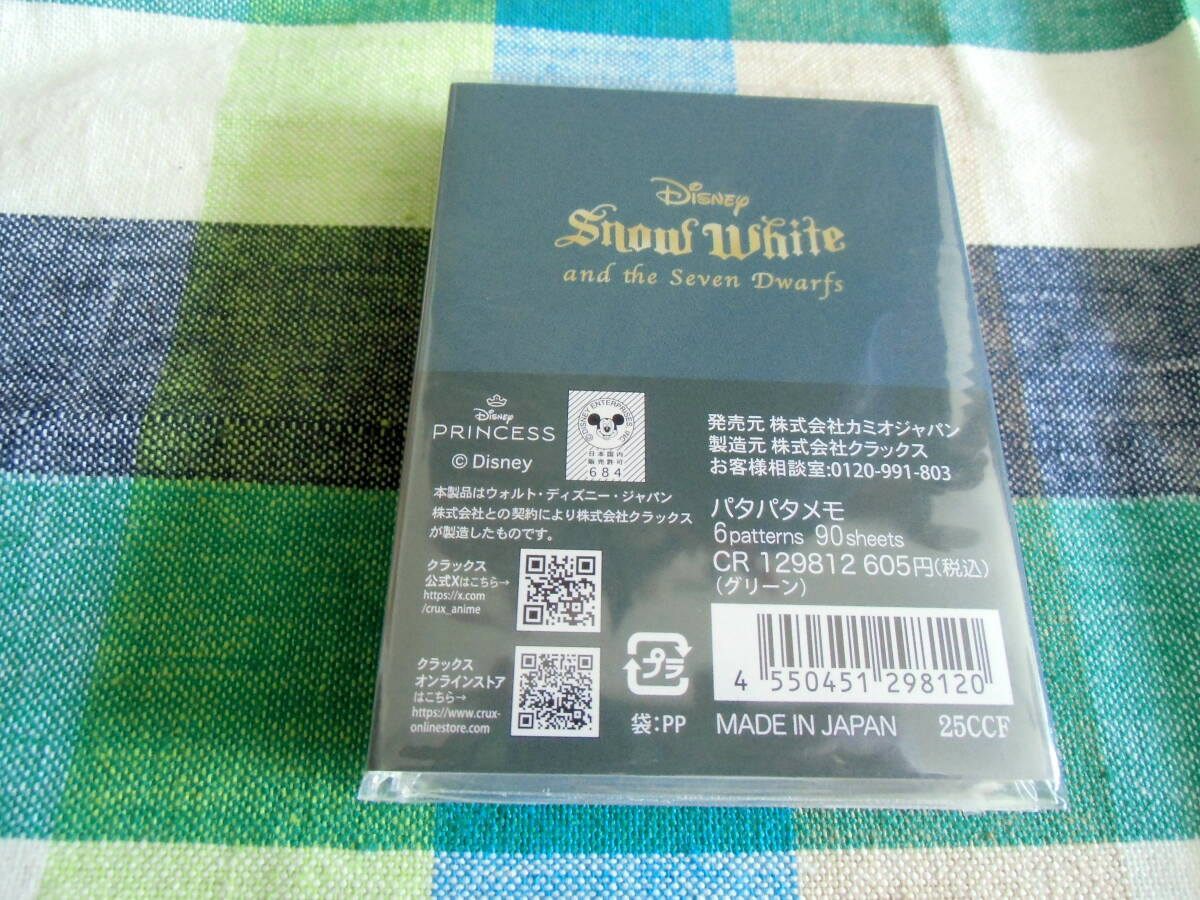 Disney
Snow White
and the Seven Dwarfs
Disney
PRINCESS
© Disney
© DISNEY ENTERPRISES, INC.
日本国内
販売許可
684
本製品はウォルト・ディズニー・ジャパン
株式会社との契約により株式会社クラックス
が製造したものです。
クラックス
公式Xはこちら→
https://x.com
/crux_anime
クラックス
オンラインストア
はこちら→
https://www.crux-
onlinestore.com
発売元 株式会社カミオジャパン
製造元 株式会社クラックス
お客様相談室:0120-991-803
パタパタメモ
6patterns 90sheets
CR 129812 605円(税込)
(グリーン)
4 550451 298120
プラ
袋:PP
MADE IN JAPAN 25CCF